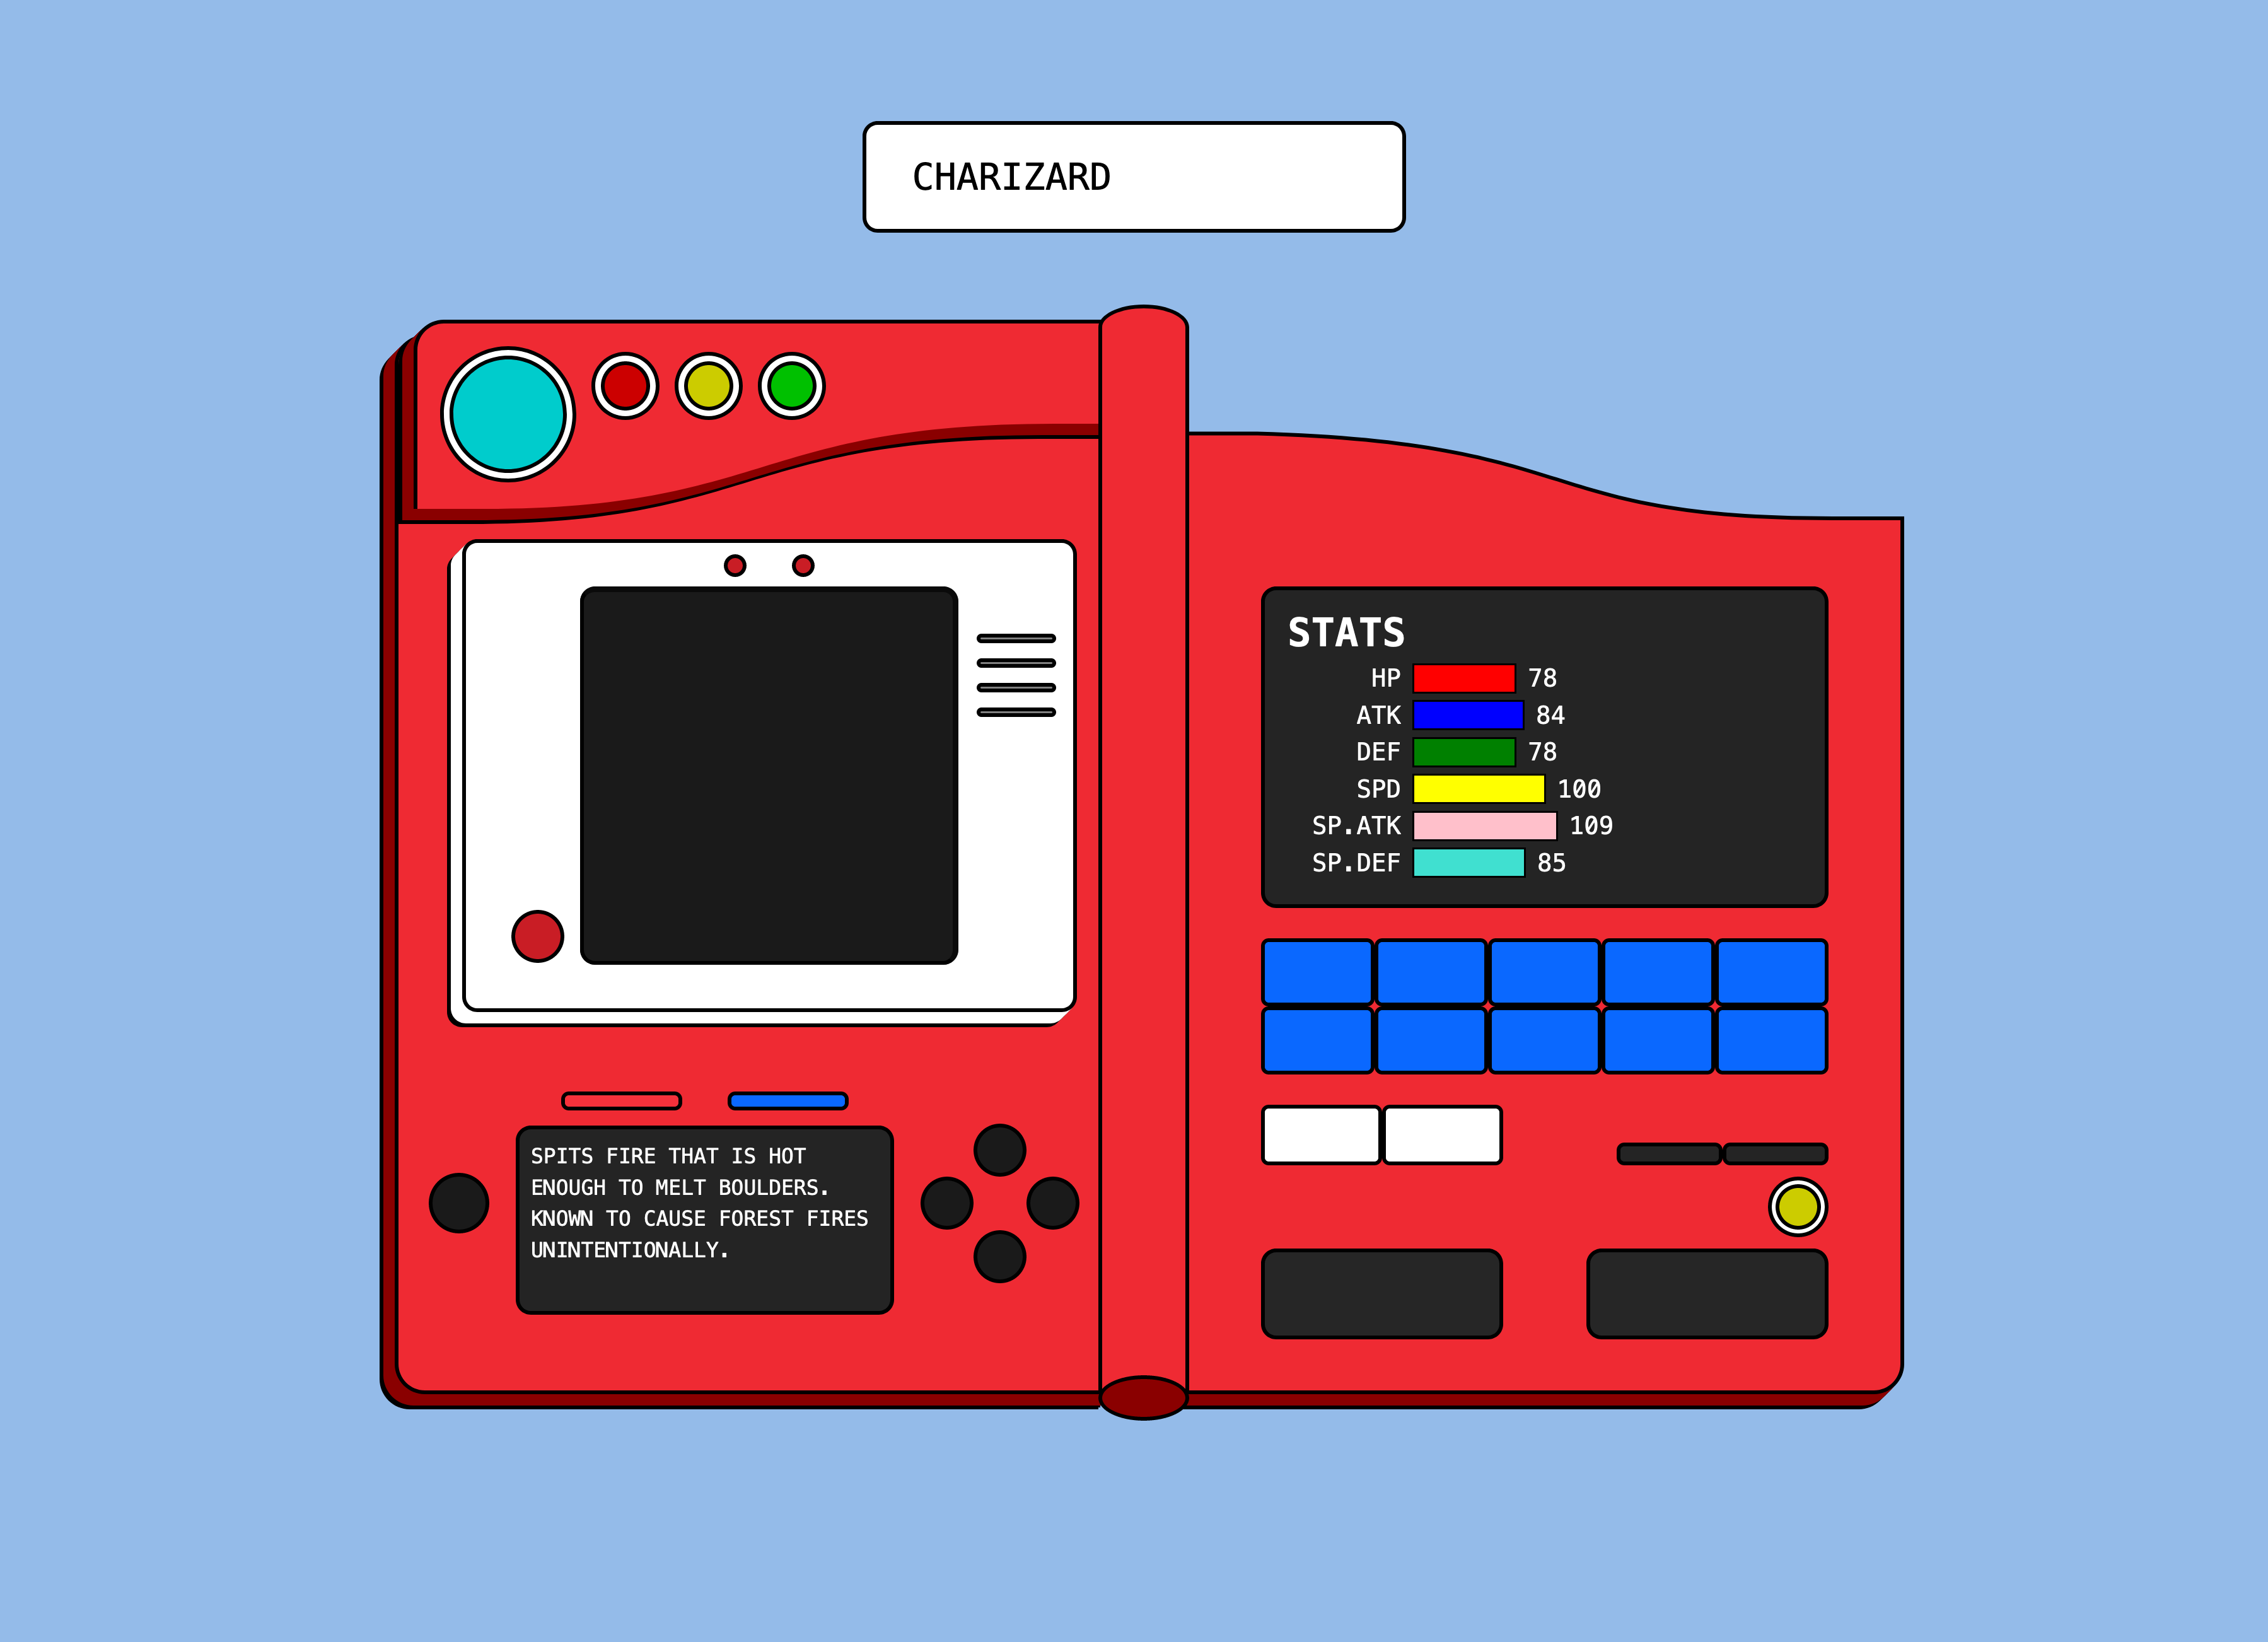 CHARIZARD
STATS
HP 78
ATK 84
DEF 78
SPD 100
SP.ATK 109
SP.DEF 85
SPITS FIRE THAT IS HOT
ENOUGH TO MELT BOULDERS.
KNOWN TO CAUSE FOREST FIRES
UNINTENTIONALLY.